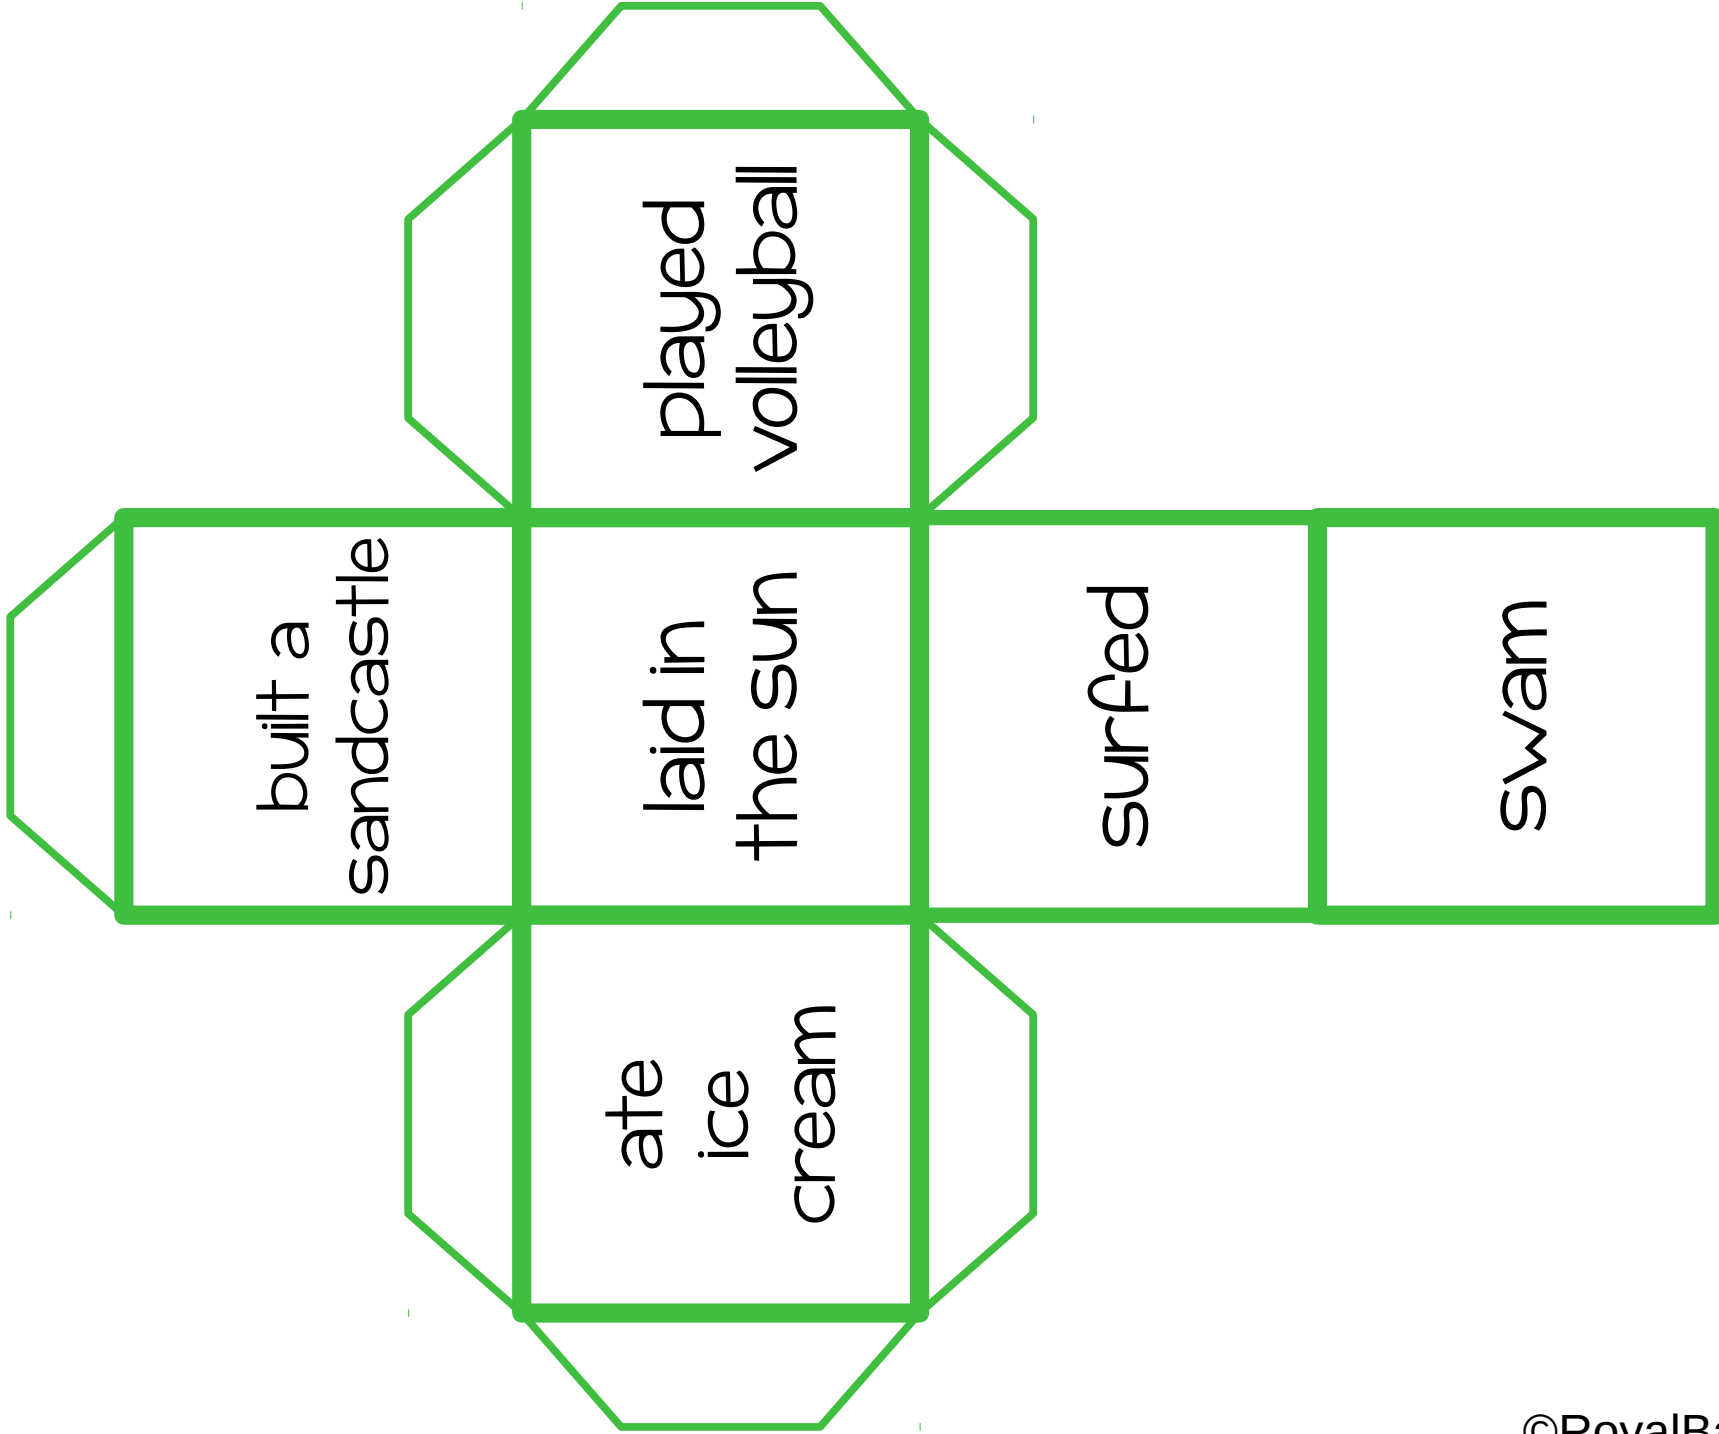 played
volleyball
built a
sandcastle
laid in
the sun
surfed
swam
ate
ice
cream